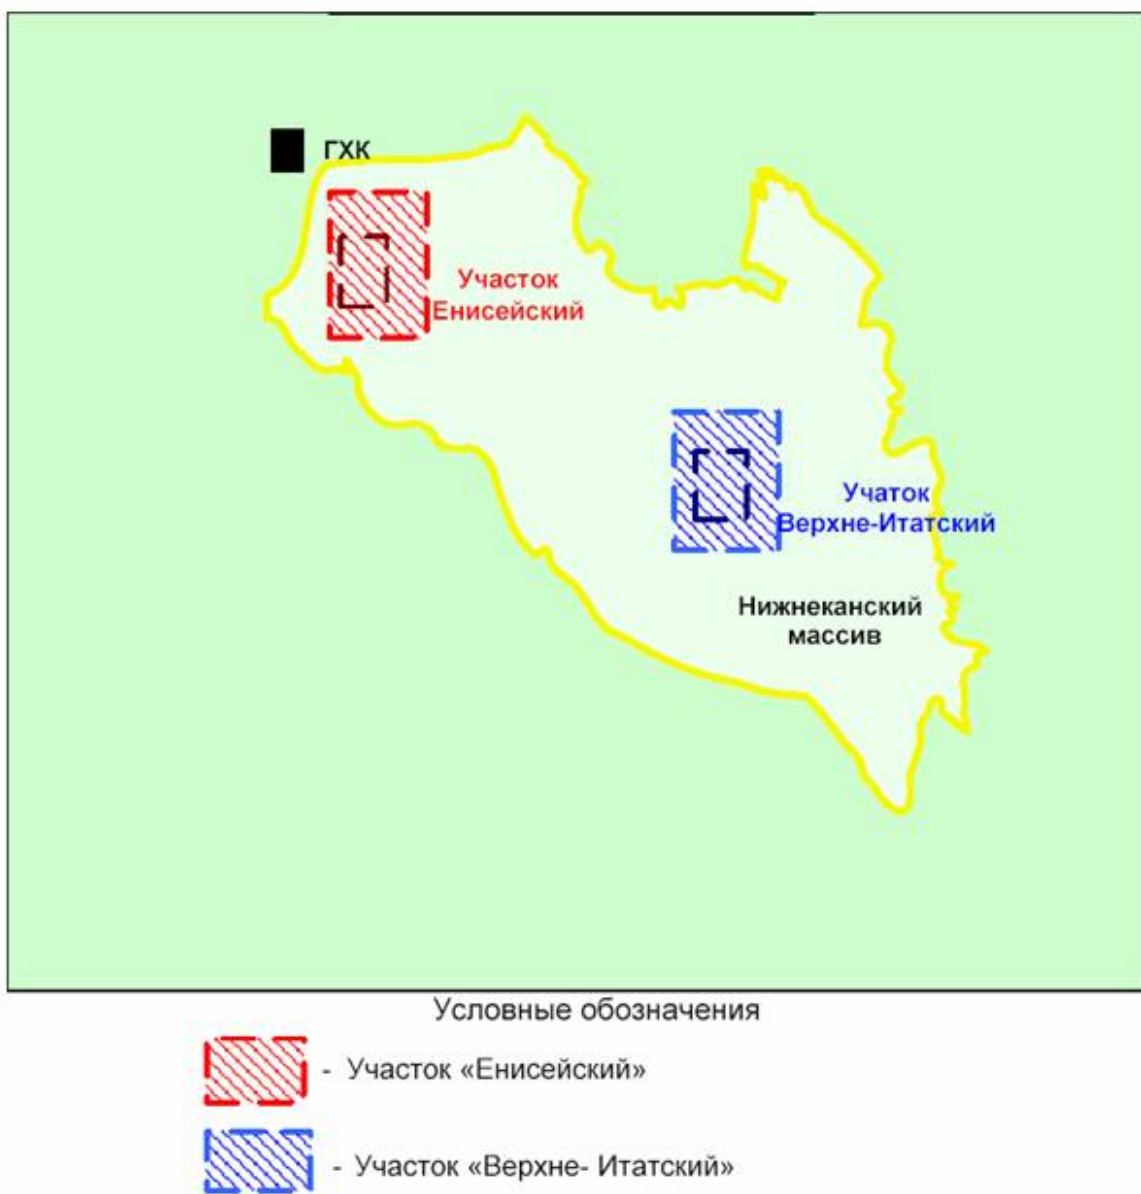 ГХК
Участок
Енисейский
Учаток
Верхне-Итатский
Нижнеканский
массив
Условные обозначения
- Участок «Енисейский»
- Участок «Верхне- Итатский»